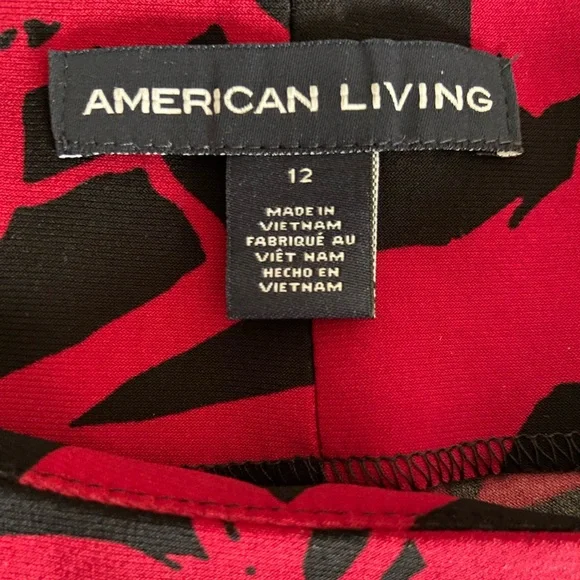 AMERICAN LIVING
12
MADE IN
VIETNAM
FABRIQUÉ AU
VIÊT NAM
HECHO EN
VIETNAM